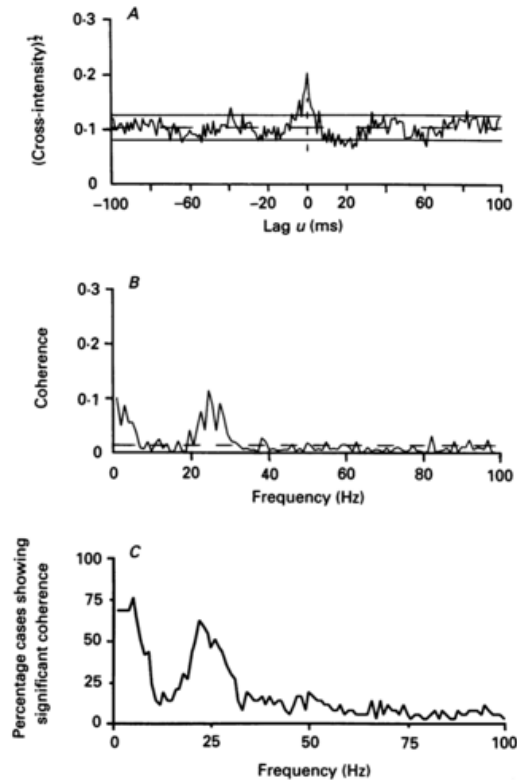 A
0·3
0·2
0·1
0
(Cross-intensity)½
−100 −60 −20 0 20 60 100
Lag u (ms)
B
0·3
0·2
0·1
0
Coherence
0 20 40 60 80 100
Frequency (Hz)
C
100
75
50
25
0
Percentage cases showing
significant coherence
0 25 50 75 100
Frequency (Hz)